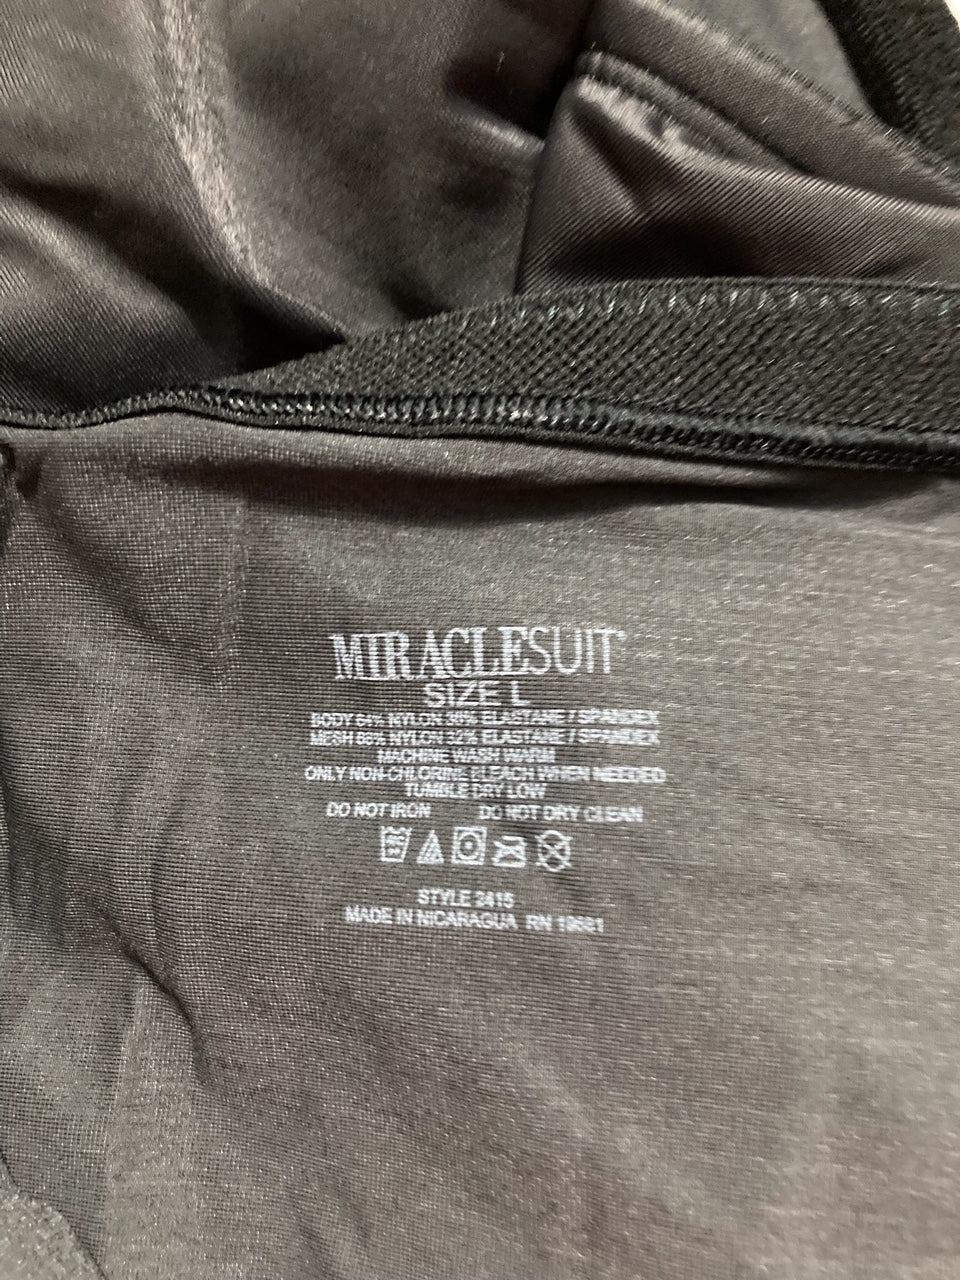 MIRACLESUIT®
SIZE L
BODY 64% NYLON 36% ELASTANE / SPANDEX
MESH 68% NYLON 32% ELASTANE / SPANDEX
MACHINE WASH WARM
ONLY NON-CHLORINE BLEACH WHEN NEEDED
TUMBLE DRY LOW
DO NOT IRON DO NOT DRY CLEAN
STYLE 2415
MADE IN NICARAGUA RN